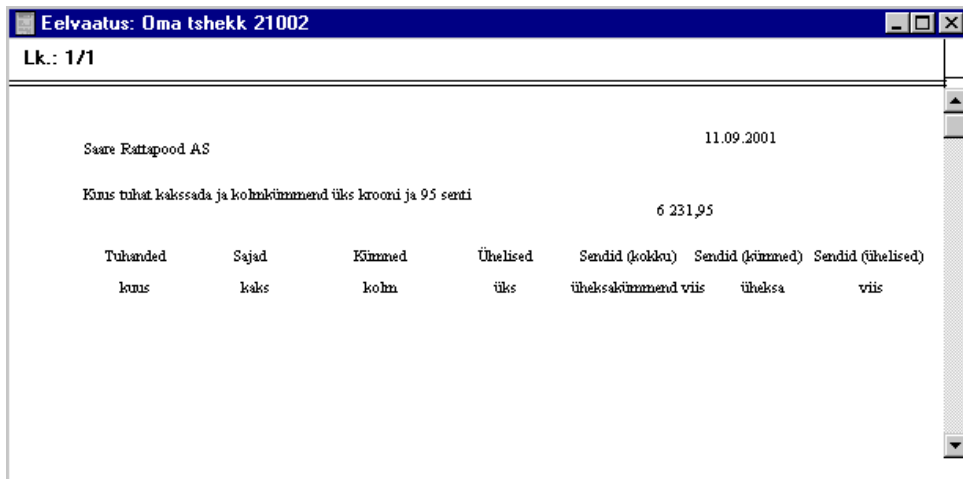 Eelvaatus: Oma tshekk 21002
Lk.: 1/1
11.09.2001
Saare Rattapood AS
Kuus tuhat kakssada ja kolmkümmend üks krooni ja 95 senti
6 231,95
Tuhanded Sajad Kümned Ühelised Sendid (kokku) Sendid (kümned) Sendid (ühelised)
kuus kaks kolm üks üheksakümmend viis üheksa viis